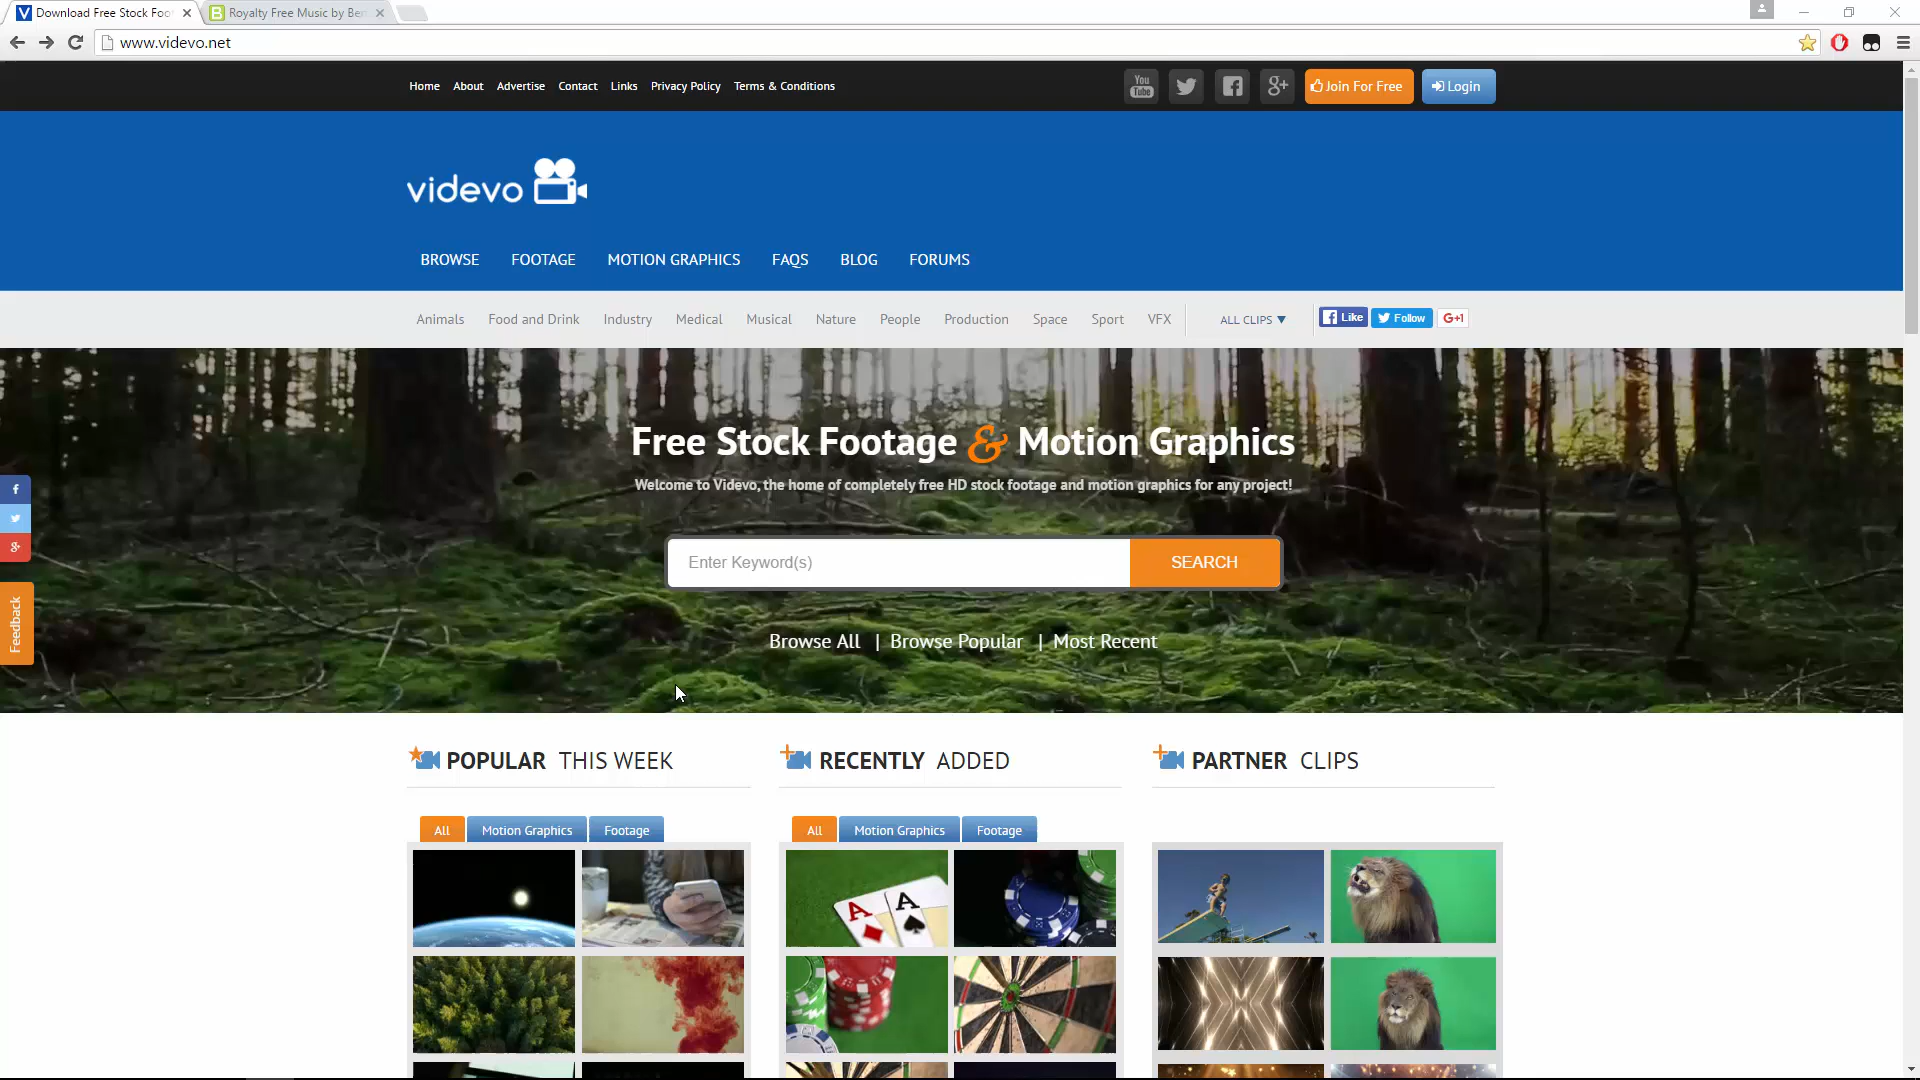 Download Free Stock Foo
Royalty Free Music by Ben
www.videvo.net
Home About Advertise Contact Links Privacy Policy Terms & Conditions
You Tube
g+
Join For Free
Login
videvo
BROWSE FOOTAGE MOTION GRAPHICS FAQS BLOG FORUMS
Animals Food and Drink Industry Medical Musical Nature People Production Space Sport VFX ALL CLIPS
Like
Follow
G+1
Free Stock Footage & Motion Graphics
Welcome to Videvo, the home of completely free HD stock footage and motion graphics for any project!
Enter Keyword(s)
SEARCH
Browse All | Browse Popular | Most Recent
Feedback
POPULAR THIS WEEK
RECENTLY ADDED
PARTNER CLIPS
All Motion Graphics Footage
All Motion Graphics Footage
A A